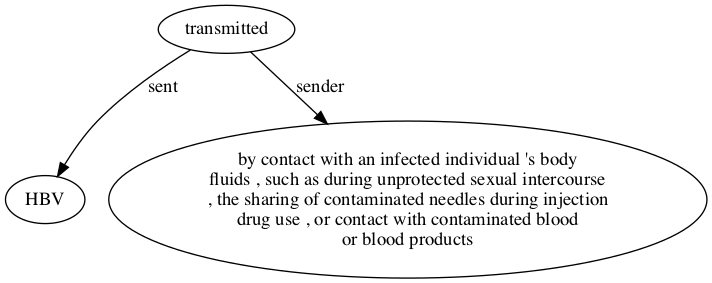 transmitted
sent
sender
by contact with an infected individual 's body
fluids , such as during unprotected sexual intercourse
, the sharing of contaminated needles during injection
drug use , or contact with contaminated blood
or blood products
HBV